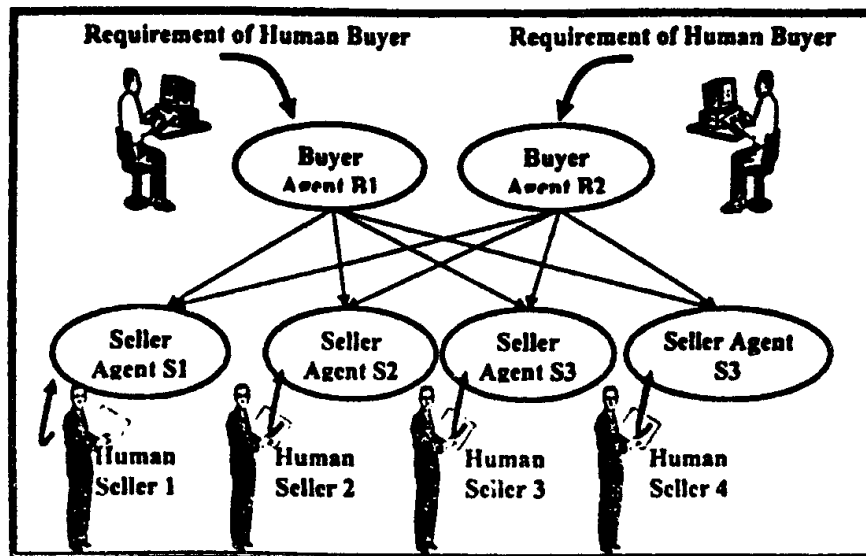 Requirement of Human Buyer
Requirement of Human Buyer
Buyer
Agent B1
Buyer
Agent B2
Seller
Agent S1
Seller
Agent S2
Seller
Agent S3
Seller Agent
S3
Human
Seller 1
Human
Seller 2
Human
Seller 3
Human
Seller 4